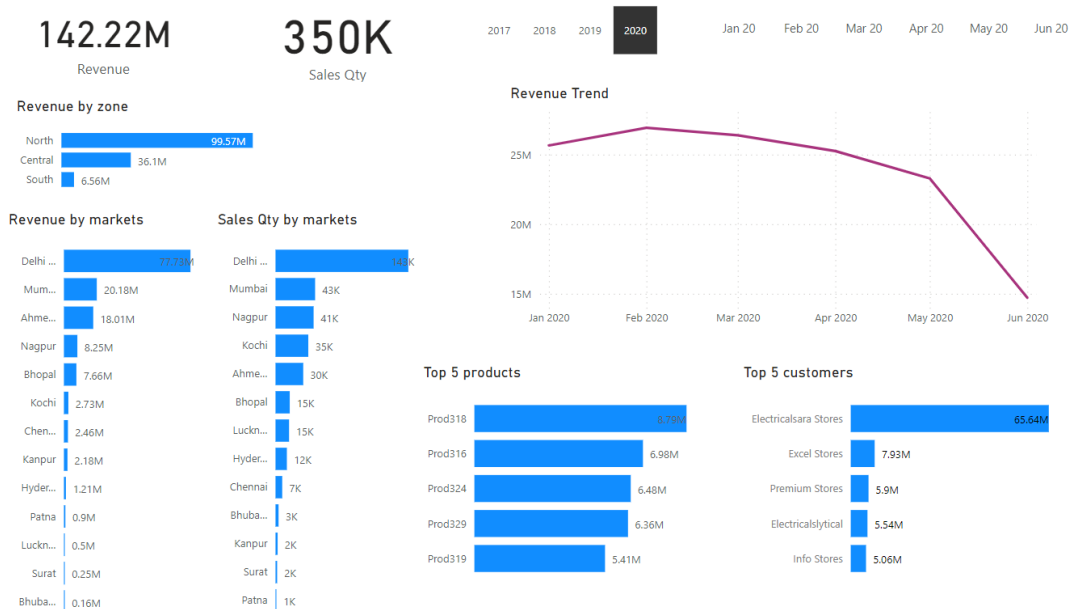 142.22M
Revenue
350K
Sales Qty
2017 2018 2019 2020
Jan 20 Feb 20 Mar 20 Apr 20 May 20 Jun 20
Revenue by zone
North 99.57M
Central 36.1M
South 6.56M
Revenue by markets
Delhi ... 77.73M
Mum... 20.18M
Ahme... 18.01M
Nagpur 8.25M
Bhopal 7.66M
Kochi 2.73M
Chen... 2.46M
Kanpur 2.18M
Hyder... 1.21M
Patna 0.9M
Luckn... 0.5M
Surat 0.25M
Bhuba... 0.16M
Sales Qty by markets
Delhi ... 143K
Mumbai 43K
Nagpur 41K
Kochi 35K
Ahme... 30K
Bhopal 15K
Luckn... 15K
Hyder... 12K
Chennai 7K
Bhuba... 3K
Kanpur 2K
Surat 2K
Patna 1K
Revenue Trend
25M
20M
15M
Jan 2020 Feb 2020 Mar 2020 Apr 2020 May 2020 Jun 2020
Top 5 products
Prod318 8.79M
Prod316 6.98M
Prod324 6.48M
Prod329 6.36M
Prod319 5.41M
Top 5 customers
Electricalsara Stores 65.64M
Excel Stores 7.93M
Premium Stores 5.9M
Electricalslytical 5.54M
Info Stores 5.06M